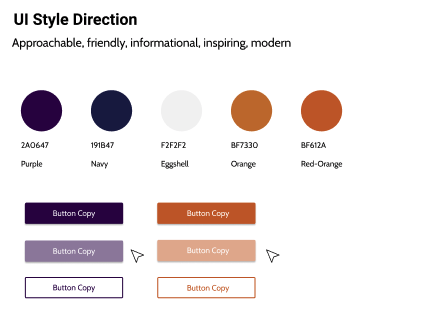 UI Style Direction
Approachable, friendly, informational, inspiring, modern
2A0647 191B47 F2F2F2 BF7330 BF612A
Purple Navy Eggshell Orange Red-Orange
Button Copy Button Copy
Button Copy Button Copy
Button Copy Button Copy